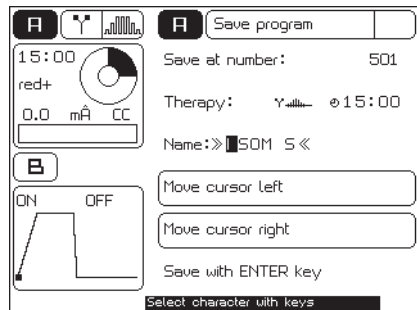 A
15:00
red+
0.0 mÂ CC
B
ON OFF
A Save program
Save at number: 501
Therapy: 15:00
Name:»█SOM S«
Move cursor left
Move cursor right
Save with ENTER key
Select character with keys